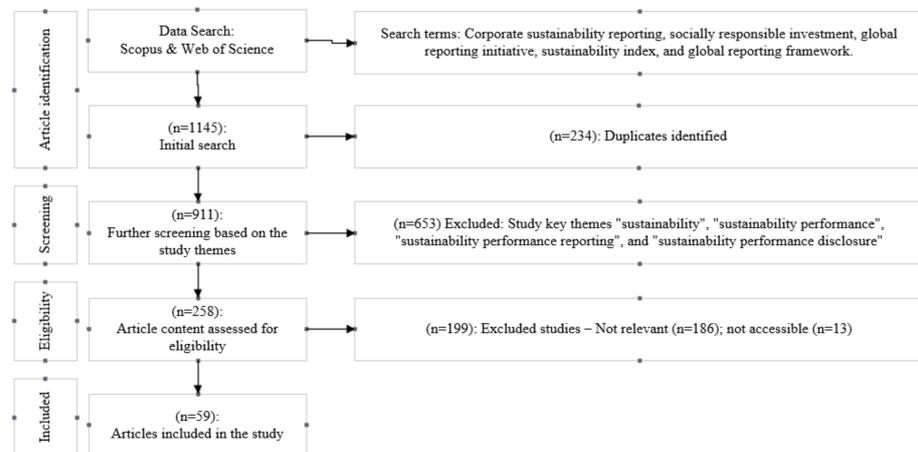 Article identification
Data Search:
Scopus & Web of Science
Search terms: Corporate sustainability reporting, socially responsible investment, global
reporting initiative, sustainability index, and global reporting framework.
(n=1145):
Initial search
(n=234): Duplicates identified
Screening
(n=911):
Further screening based on the
study themes
(n=653) Excluded: Study key themes "sustainability", "sustainability performance",
"sustainability performance reporting", and "sustainability performance disclosure"
Eligibility
(n=258):
Article content assessed for
eligibility
(n=199): Excluded studies – Not relevant (n=186); not accessible (n=13)
Included
(n=59):
Articles included in the study